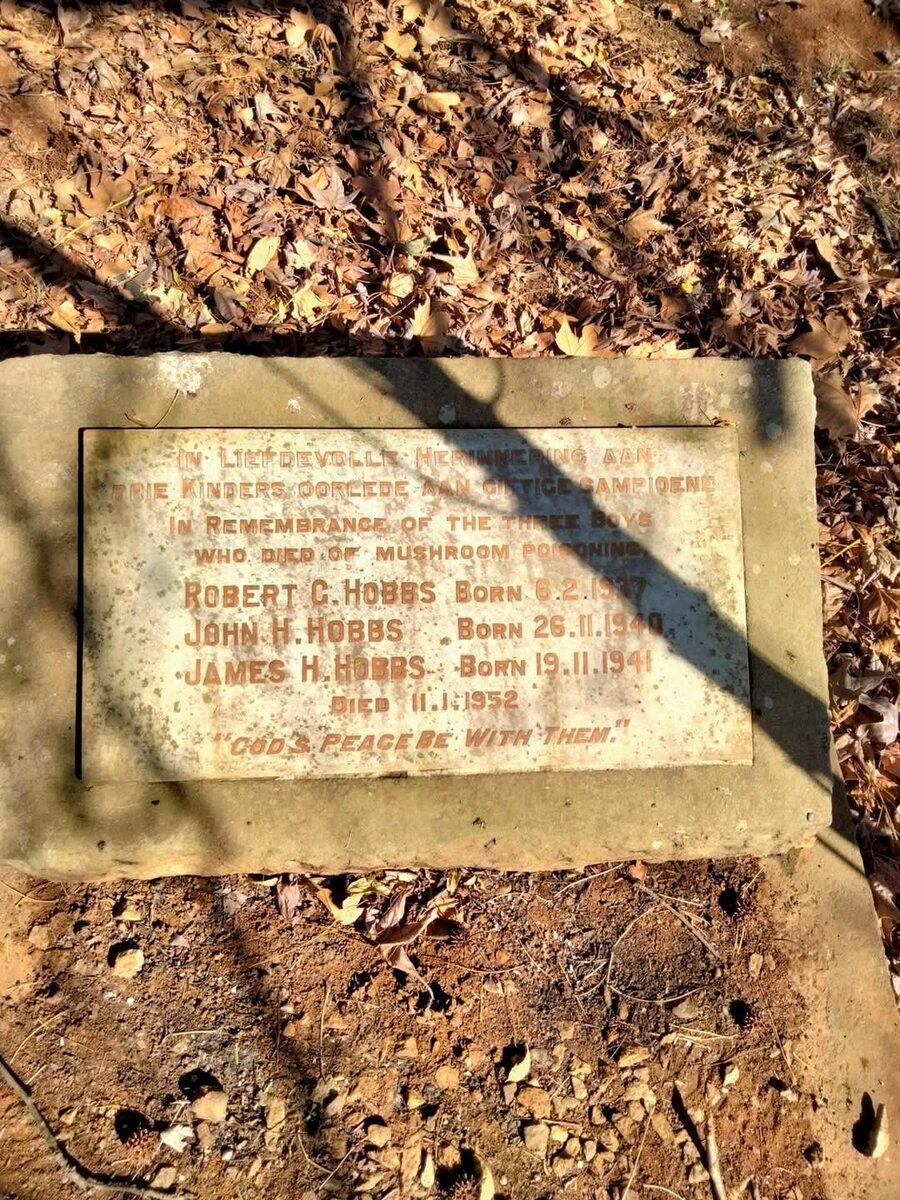 IN LIEFDEVOLLE HERINNERING AAN
DRIE KINDERS OORLEDE AAN GIFTIGE SAMPIOENE
IN REMEMBRANCE OF THE THREE BOYS
WHO DIED OF MUSHROOM POISONING.
ROBERT G. HOBBS BORN 6.2.1937
JOHN H. HOBBS BORN 26.11.1940
JAMES H. HOBBS BORN 19.11.1941
DIED 11.1.1952
"GOD'S PEACE BE WITH THEM."